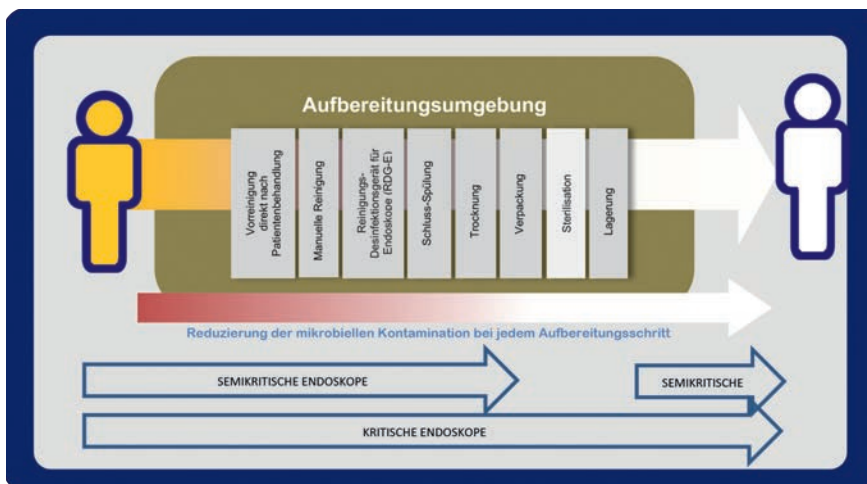 Aufbereitungsumgebung
Vorreinigung
direkt nach
Patientenbehandlung
Manuelle Reinigung
Reinigungs-
Desinfektionsgerät für
Endoskope (RDG-E)
Schluss-Spülung
Trocknung
Verpackung
Sterilisation
Lagerung
Reduzierung der mikrobiellen Kontamination bei jedem Aufbereitungsschritt
SEMIKRITISCHE ENDOSKOPE
SEMIKRITISCHE
KRITISCHE ENDOSKOPE